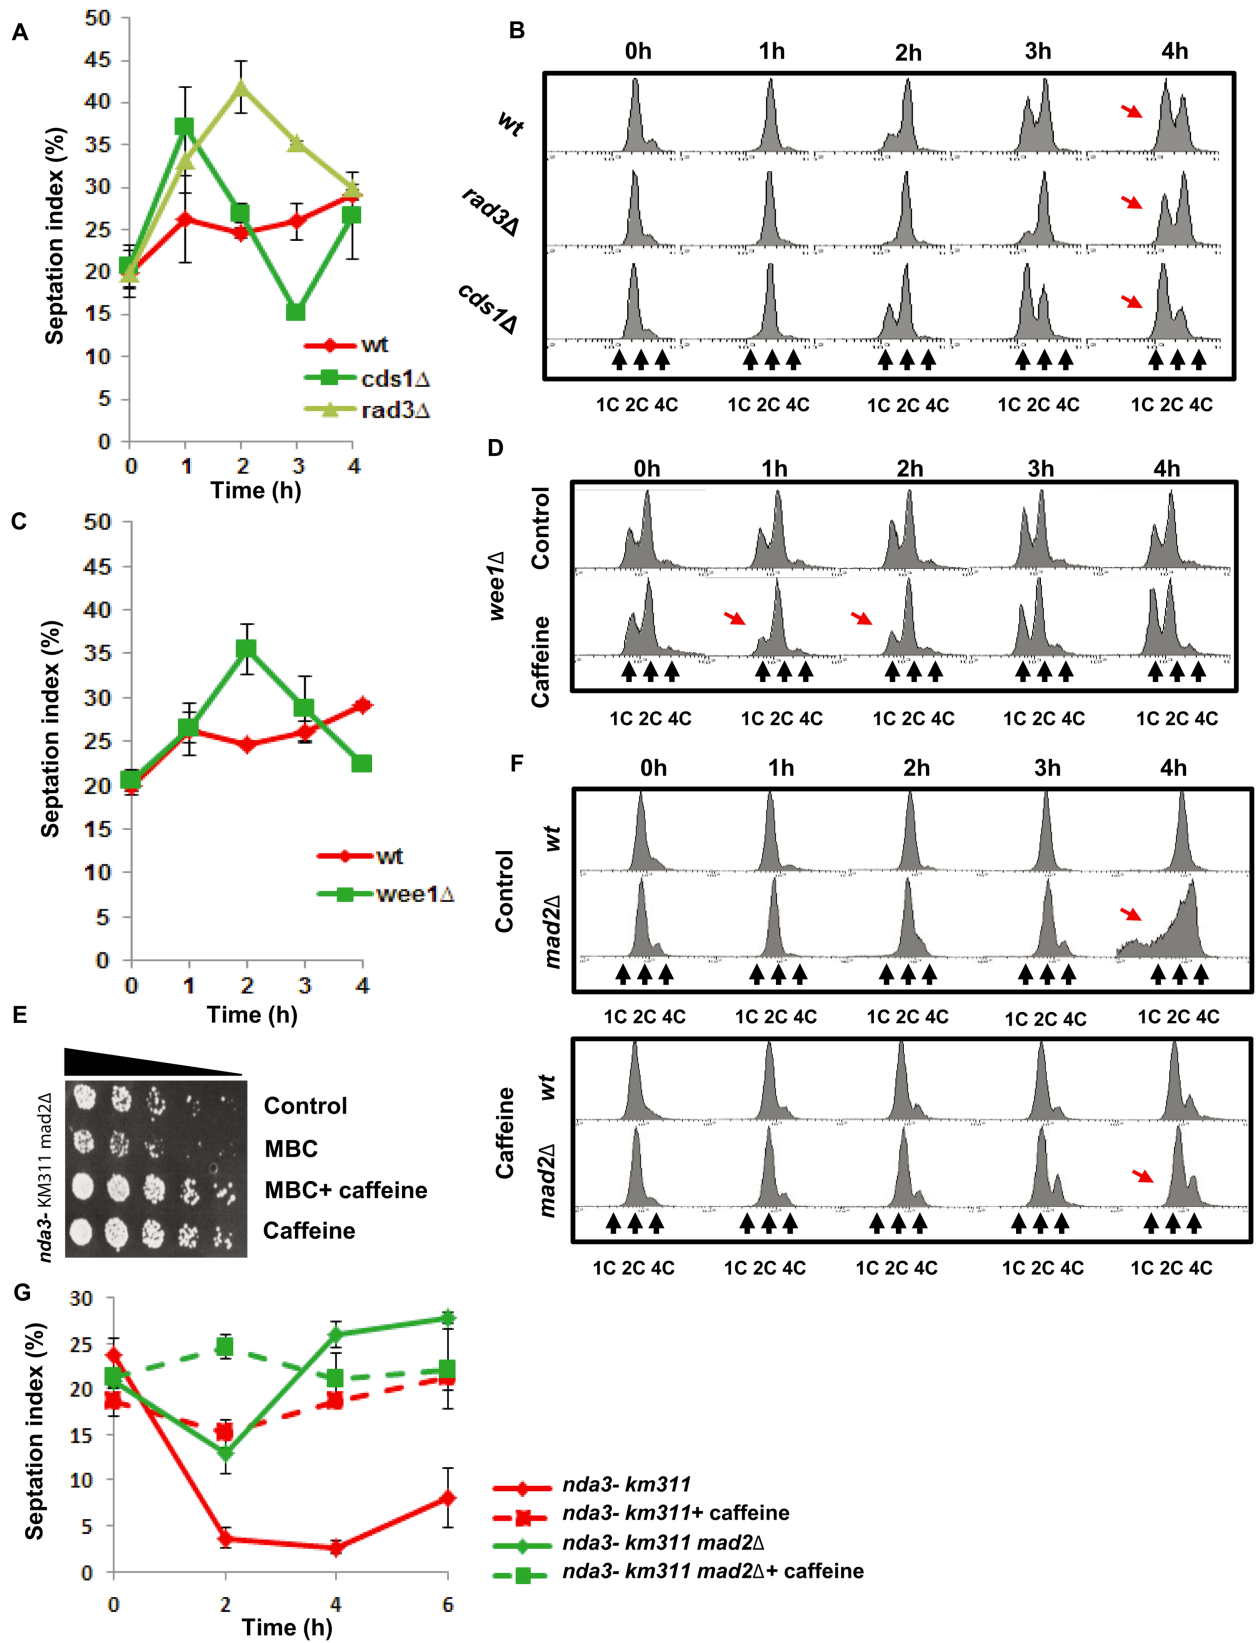 A
50
45
40
35
30
25
20
15
10
5
0
Septation index (%)
wt
cds1Δ
rad3Δ
0 1 2 3 4
Time (h)
B
0h 1h 2h 3h 4h
wt
rad3Δ
cds1Δ
1C 2C 4C 1C 2C 4C 1C 2C 4C 1C 2C 4C 1C 2C 4C
C
50
45
40
35
30
25
20
15
10
5
0
Septation index (%)
wt
wee1Δ
0 1 2 3 4
Time (h)
D
0h 1h 2h 3h 4h
wee1Δ
Control
Caffeine
1C 2C 4C 1C 2C 4C 1C 2C 4C 1C 2C 4C 1C 2C 4C
E
nda3- KM311 mad2Δ
Control
MBC
MBC+ caffeine
Caffeine
F
0h 1h 2h 3h 4h
Control
wt
mad2Δ
1C 2C 4C 1C 2C 4C 1C 2C 4C 1C 2C 4C 1C 2C 4C
Caffeine
wt
mad2Δ
1C 2C 4C 1C 2C 4C 1C 2C 4C 1C 2C 4C 1C 2C 4C
G
30
25
20
15
10
5
0
Septation index (%)
0 2 4 6
Time (h)
nda3- km311
nda3- km311+ caffeine
nda3- km311 mad2Δ
nda3- km311 mad2Δ+ caffeine